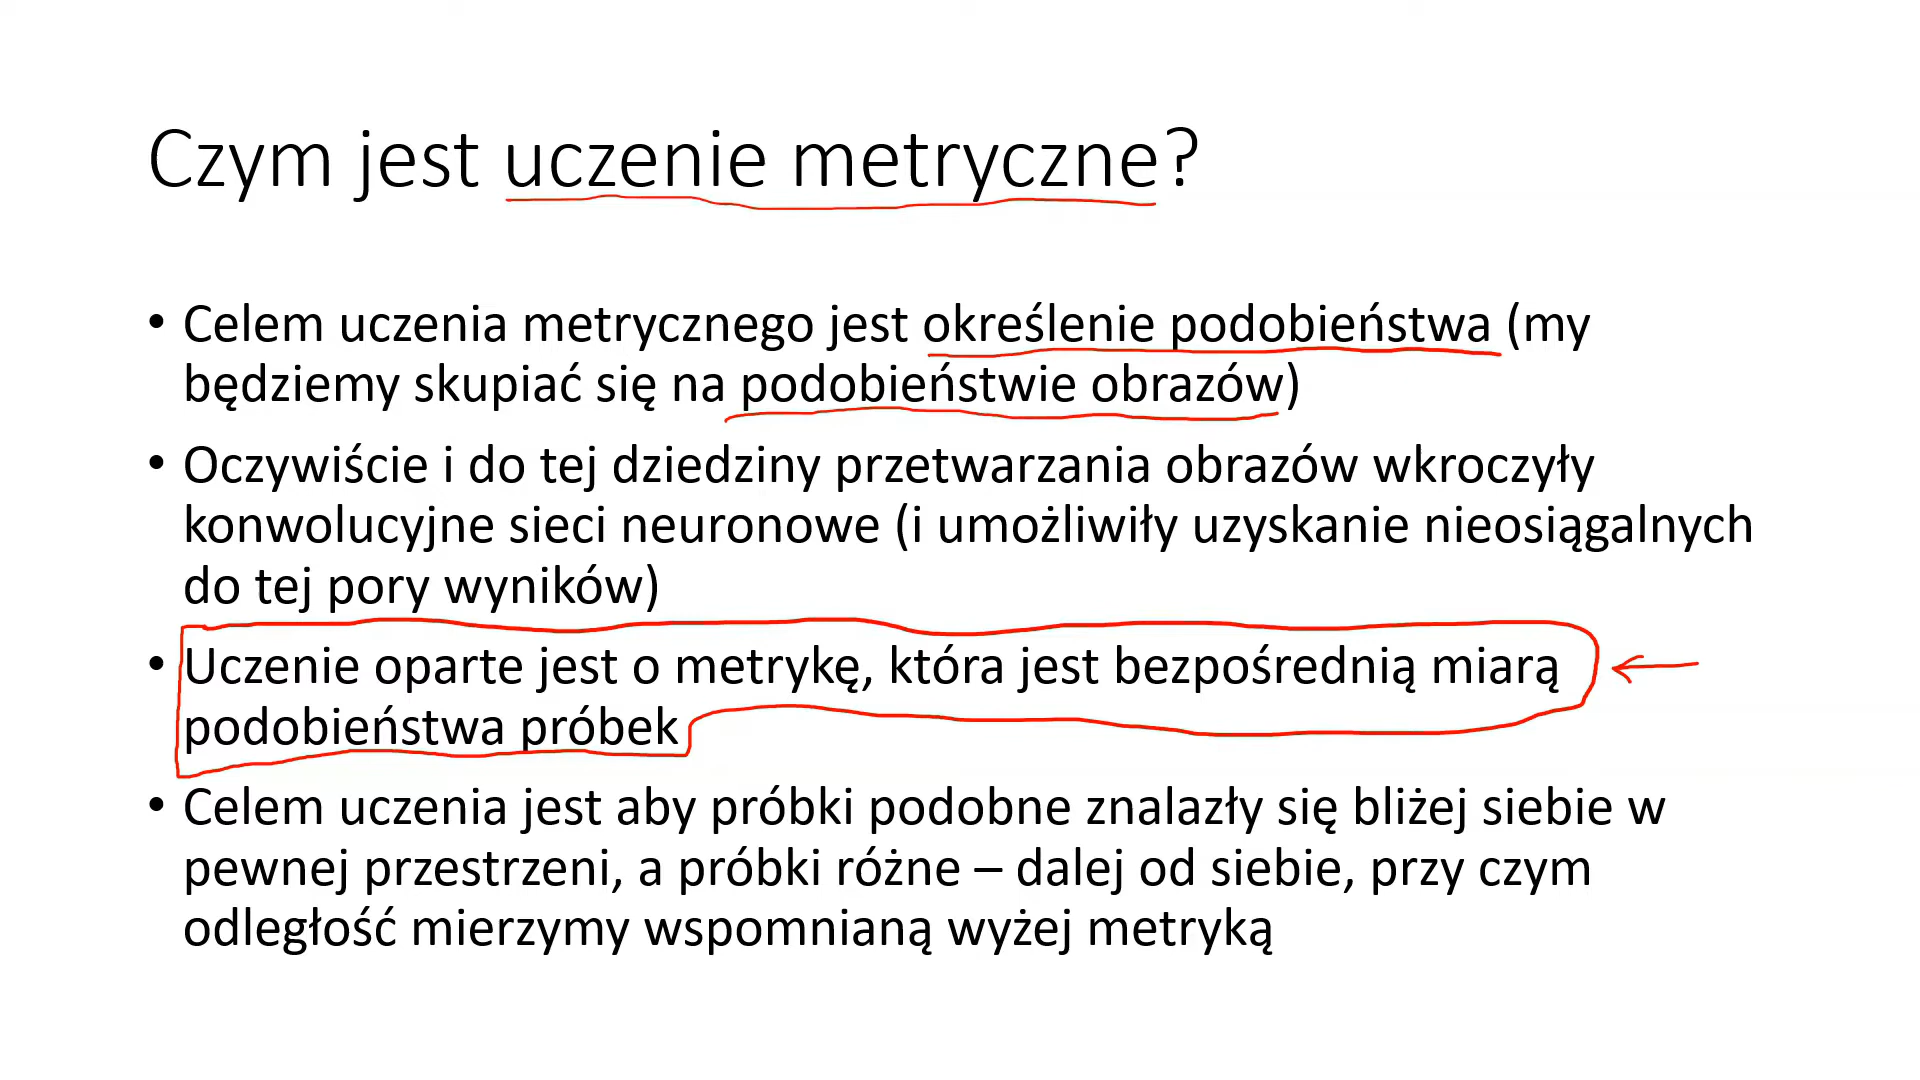 Czym jest uczenie metryczne?
• Celem uczenia metrycznego jest określenie podobieństwa (my
będziemy skupiać się na podobieństwie obrazów)
• Oczywiście i do tej dziedziny przetwarzania obrazów wkroczyły
konwolucyjne sieci neuronowe (i umożliwiły uzyskanie nieosiągalnych
do tej pory wyników)
• Uczenie oparte jest o metrykę, która jest bezpośrednią miarą
podobieństwa próbek
• Celem uczenia jest aby próbki podobne znalazły się bliżej siebie w
pewnej przestrzeni, a próbki różne – dalej od siebie, przy czym
odległość mierzymy wspomnianą wyżej metryką